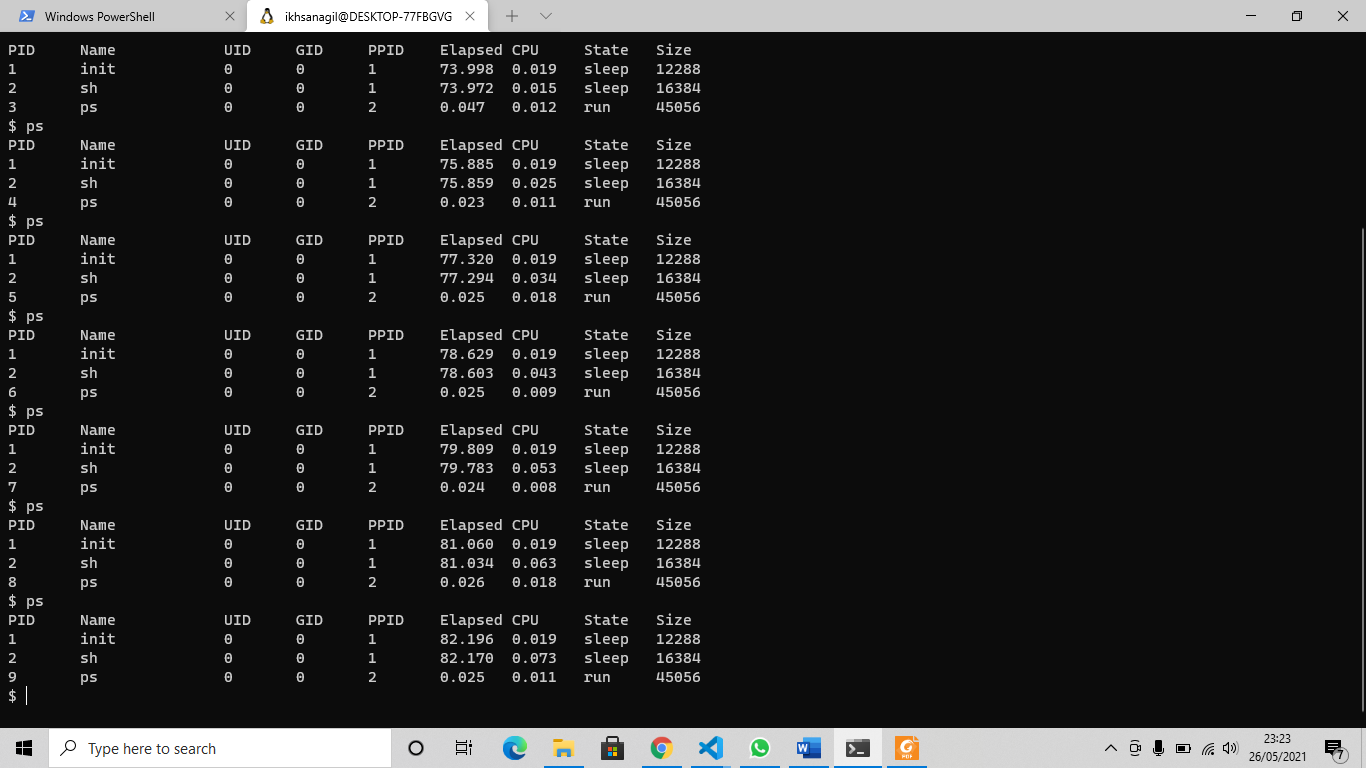 Windows PowerShell
ikhsanagil@DESKTOP-77FBGVG
PID Name UID GID PPID Elapsed CPU State Size
1 init 0 0 1 73.998 0.019 sleep 12288
2 sh 0 0 1 73.972 0.015 sleep 16384
3 ps 0 0 2 0.047 0.012 run 45056
$ ps
PID Name UID GID PPID Elapsed CPU State Size
1 init 0 0 1 75.885 0.019 sleep 12288
2 sh 0 0 1 75.859 0.025 sleep 16384
4 ps 0 0 2 0.023 0.011 run 45056
$ ps
PID Name UID GID PPID Elapsed CPU State Size
1 init 0 0 1 77.320 0.019 sleep 12288
2 sh 0 0 1 77.294 0.034 sleep 16384
5 ps 0 0 2 0.025 0.018 run 45056
$ ps
PID Name UID GID PPID Elapsed CPU State Size
1 init 0 0 1 78.629 0.019 sleep 12288
2 sh 0 0 1 78.603 0.043 sleep 16384
6 ps 0 0 2 0.025 0.009 run 45056
$ ps
PID Name UID GID PPID Elapsed CPU State Size
1 init 0 0 1 79.809 0.019 sleep 12288
2 sh 0 0 1 79.783 0.053 sleep 16384
7 ps 0 0 2 0.024 0.008 run 45056
$ ps
PID Name UID GID PPID Elapsed CPU State Size
1 init 0 0 1 81.060 0.019 sleep 12288
2 sh 0 0 1 81.034 0.063 sleep 16384
8 ps 0 0 2 0.026 0.018 run 45056
$ ps
PID Name UID GID PPID Elapsed CPU State Size
1 init 0 0 1 82.196 0.019 sleep 12288
2 sh 0 0 1 82.170 0.073 sleep 16384
9 ps 0 0 2 0.025 0.011 run 45056
$
Type here to search
23:23
26/05/2021
7